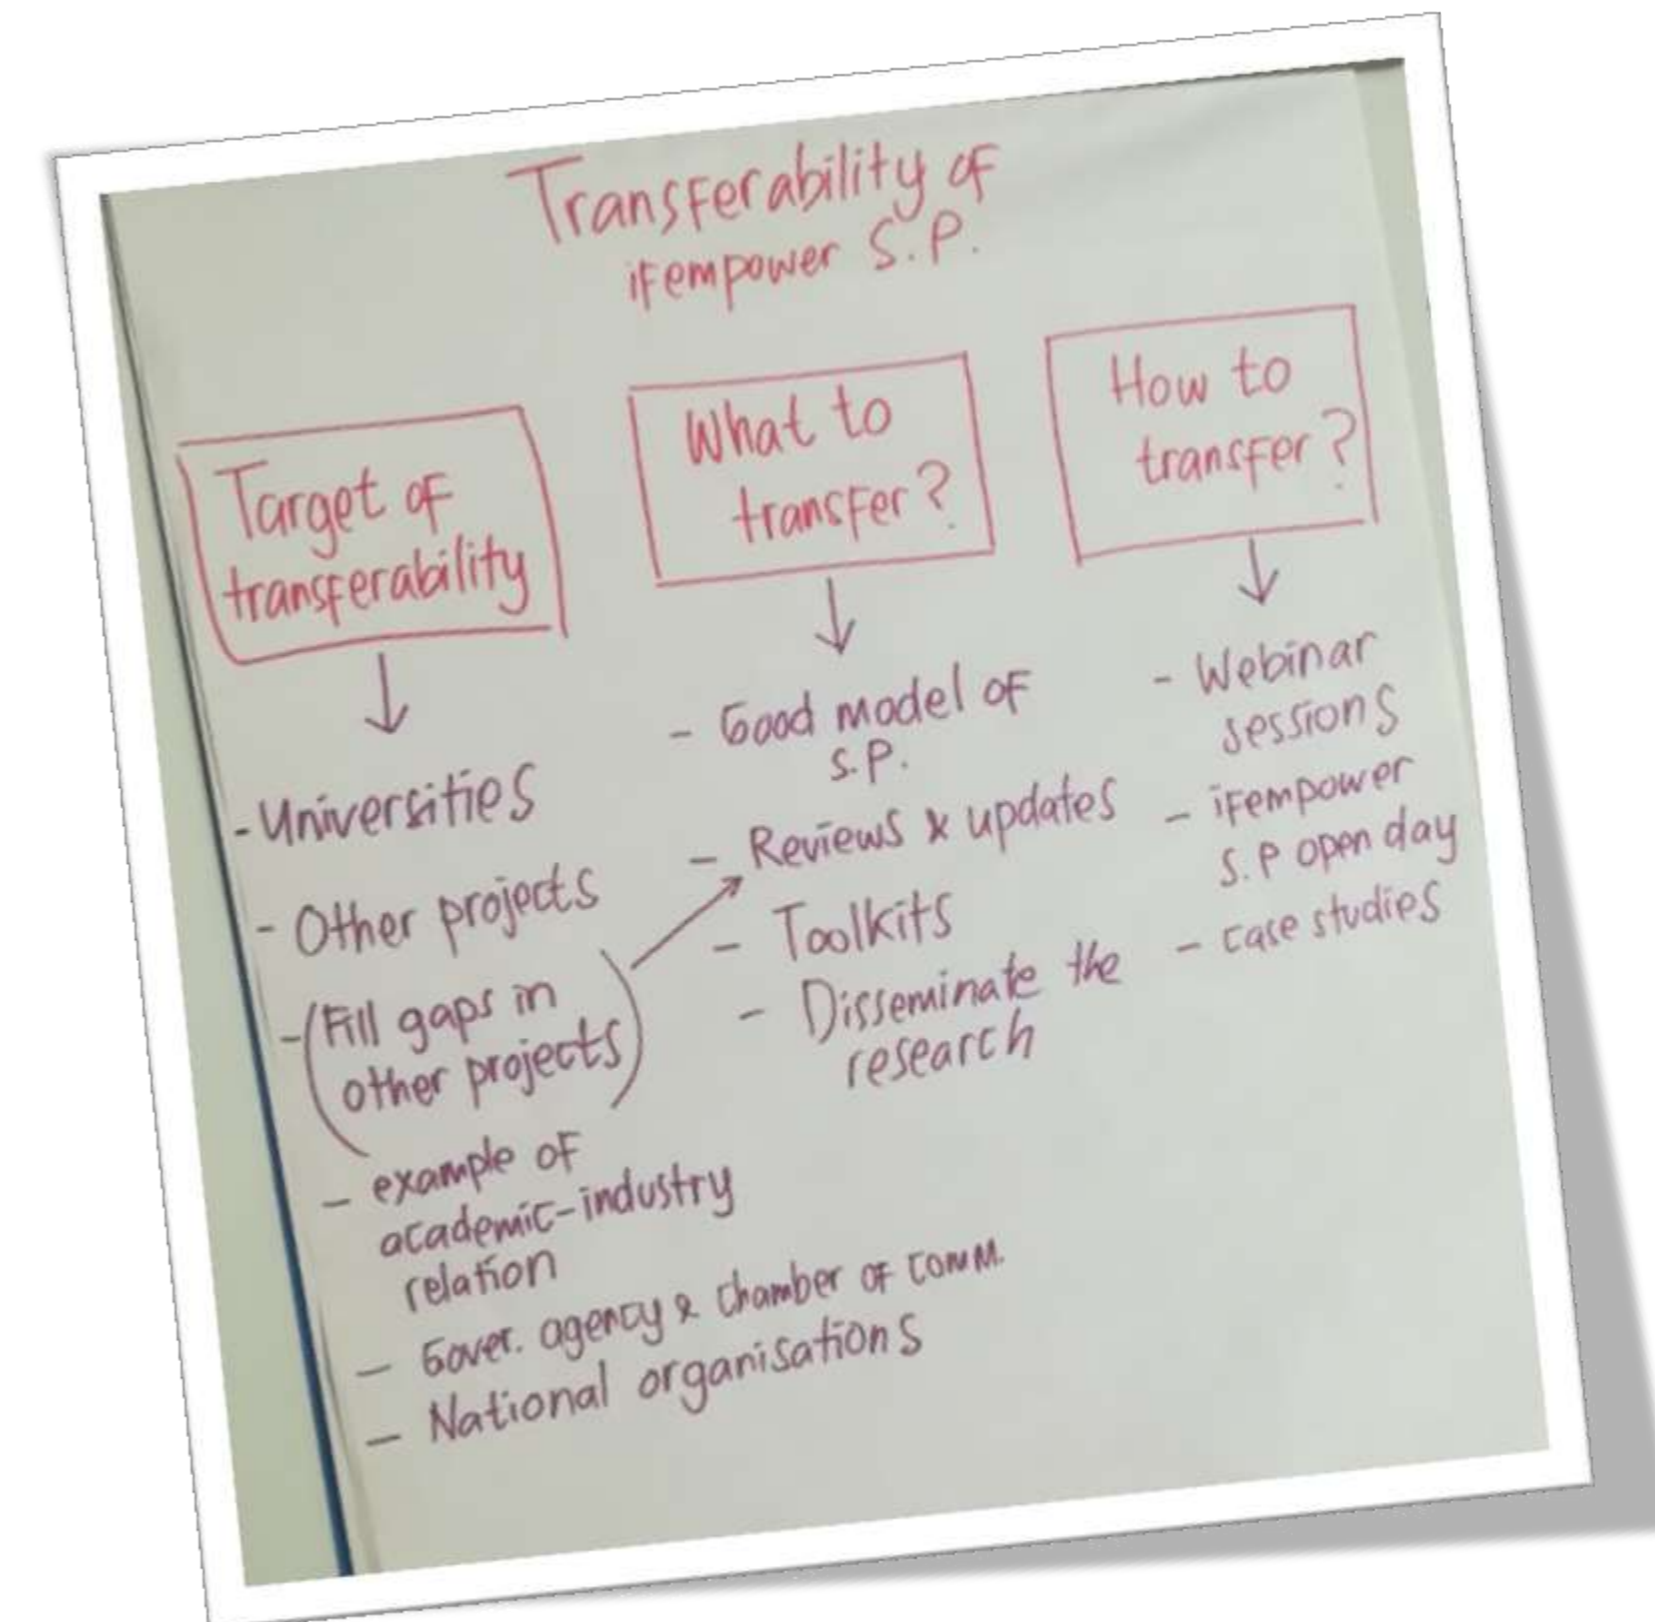 Transferability of
ifempower S.P.
Target of
transferability
- Universities
- Other projects
- (Fill gaps in
other projects)
- example of
academic-industry
relation
- Gover. agency & Chamber of comm.
- National organisations
What to
transfer?
- Good model of
S.P.
- Reviews & updates
- Toolkits
- Disseminate the
research
How to
transfer?
- Webinar
sessions
- ifempower
S.P open day
- case studies